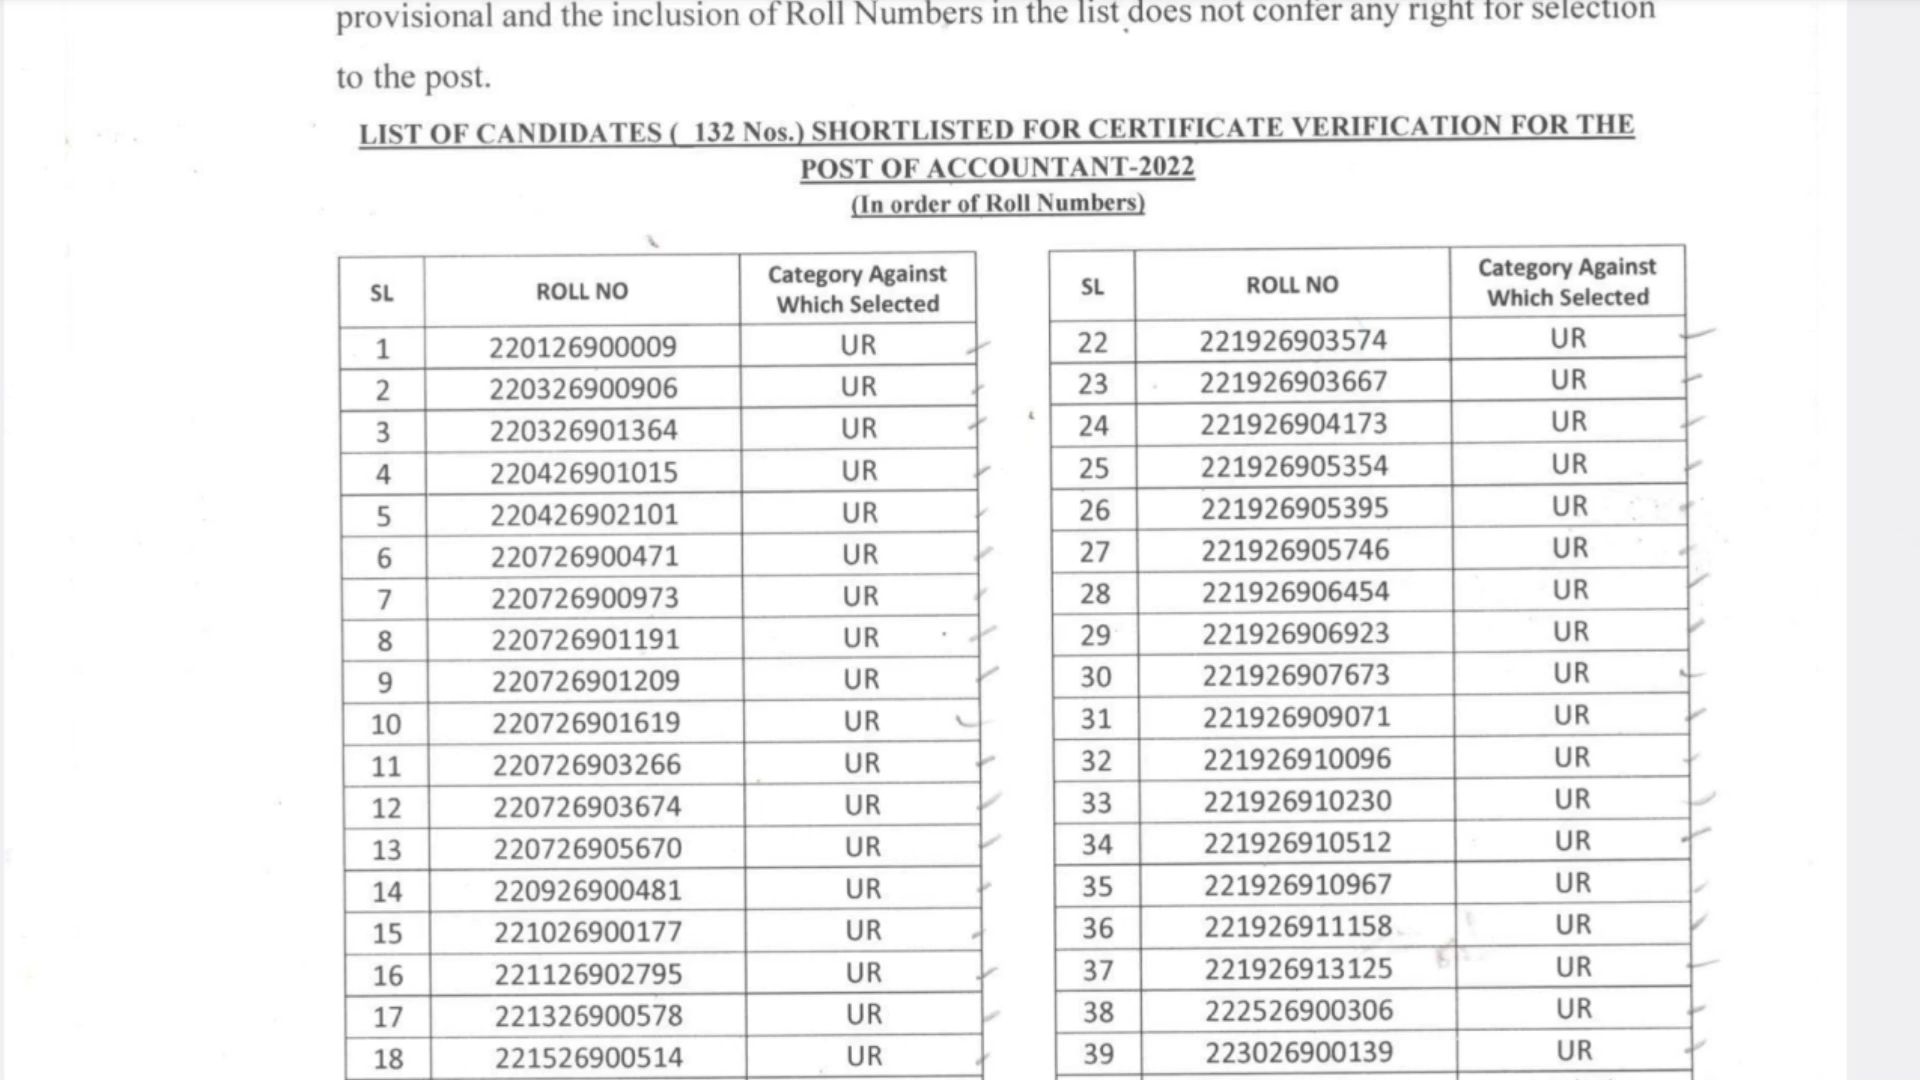 provisional and the inclusion of Roll Numbers in the list does not confer any right for selection
to the post.
LIST OF CANDIDATES ( 132 Nos.) SHORTLISTED FOR CERTIFICATE VERIFICATION FOR THE
POST OF ACCOUNTANT-2022
(In order of Roll Numbers)
SL ROLL NO Category Against Which Selected
1 220126900009 UR
2 220326900906 UR
3 220326901364 UR
4 220426901015 UR
5 220426902101 UR
6 220726900471 UR
7 220726900973 UR
8 220726901191 UR
9 220726901209 UR
10 220726901619 UR
11 220726903266 UR
12 220726903674 UR
13 220726905670 UR
14 220926900481 UR
15 221026900177 UR
16 221126902795 UR
17 221326900578 UR
18 221526900514 UR
SL ROLL NO Category Against Which Selected
22 221926903574 UR
23 221926903667 UR
24 221926904173 UR
25 221926905354 UR
26 221926905395 UR
27 221926905746 UR
28 221926906454 UR
29 221926906923 UR
30 221926907673 UR
31 221926909071 UR
32 221926910096 UR
33 221926910230 UR
34 221926910512 UR
35 221926910967 UR
36 221926911158 UR
37 221926913125 UR
38 222526900306 UR
39 223026900139 UR